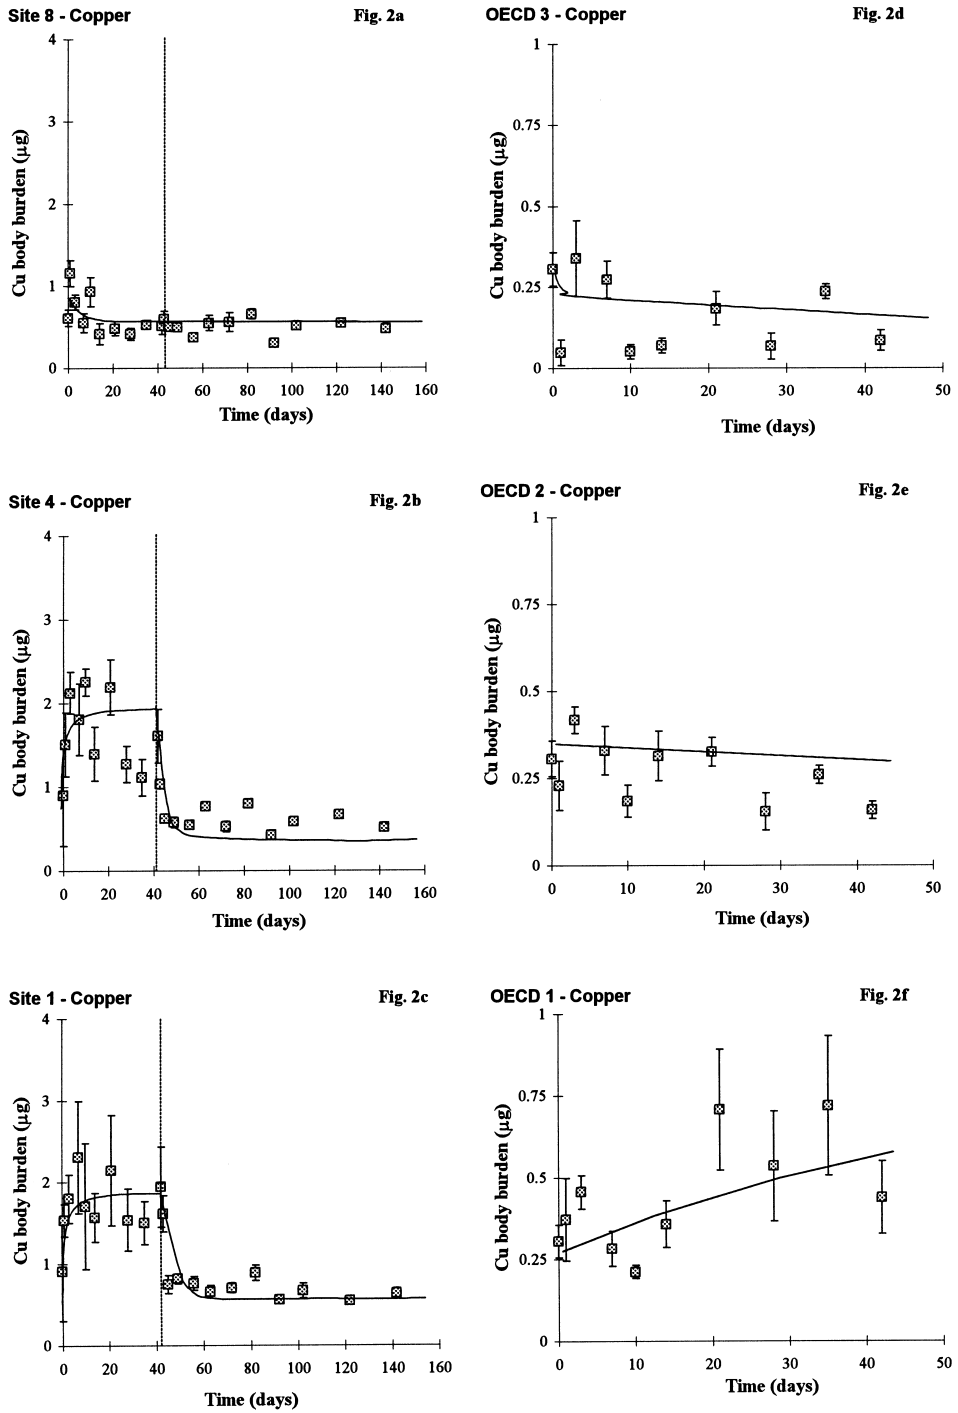 Site 8 - Copper
Fig. 2a
4
3
2
1
0
Cu body burden (µg)
0 20 40 60 80 100 120 140 160
Time (days)
OECD 3 - Copper
Fig. 2d
1
0.75
0.5
0.25
0
Cu body burden (µg)
0 10 20 30 40 50
Time (days)
Site 4 - Copper
Fig. 2b
4
3
2
1
0
Cu body burden (µg)
0 20 40 60 80 100 120 140 160
Time (days)
OECD 2 - Copper
Fig. 2e
1
0.75
0.5
0.25
0
Cu body burden (µg)
0 10 20 30 40 50
Time (days)
Site 1 - Copper
Fig. 2c
4
3
2
1
0
Cu body burden (µg)
0 20 40 60 80 100 120 140 160
Time (days)
OECD 1 - Copper
Fig. 2f
1
0.75
0.5
0.25
0
Cu body burden (µg)
0 10 20 30 40 50
Time (days)